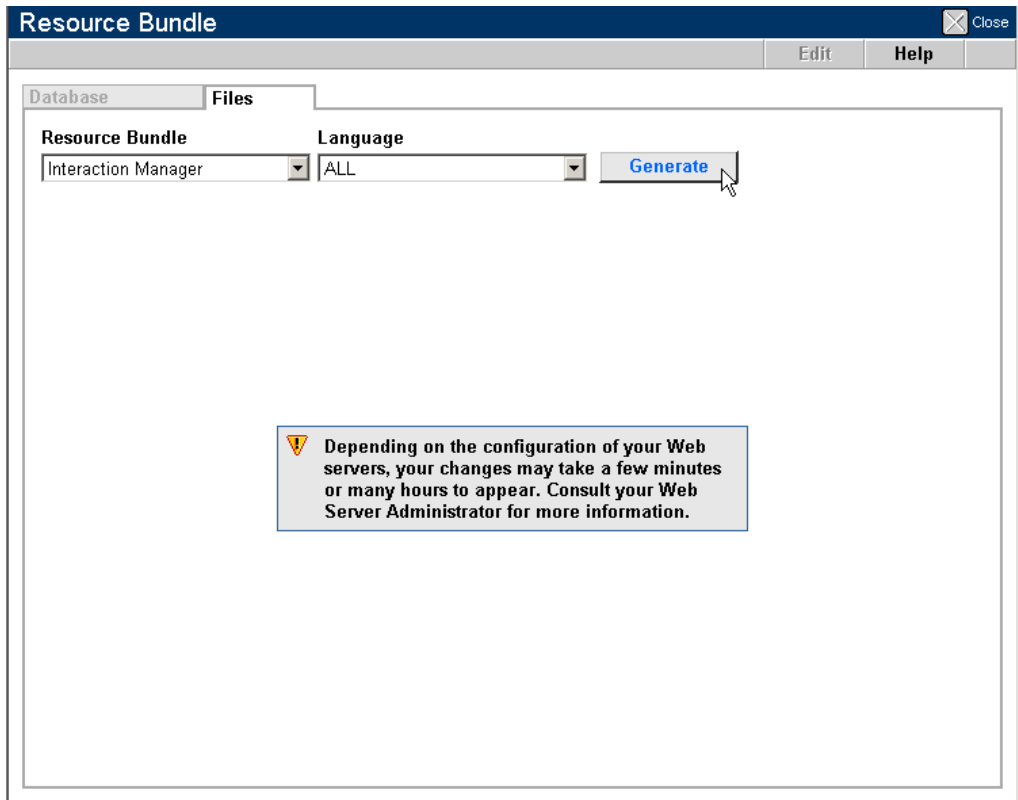 Resource Bundle
Close
Edit Help
Database Files
Resource Bundle Language
Interaction Manager ALL Generate
Depending on the configuration of your Web
servers, your changes may take a few minutes
or many hours to appear. Consult your Web
Server Administrator for more information.